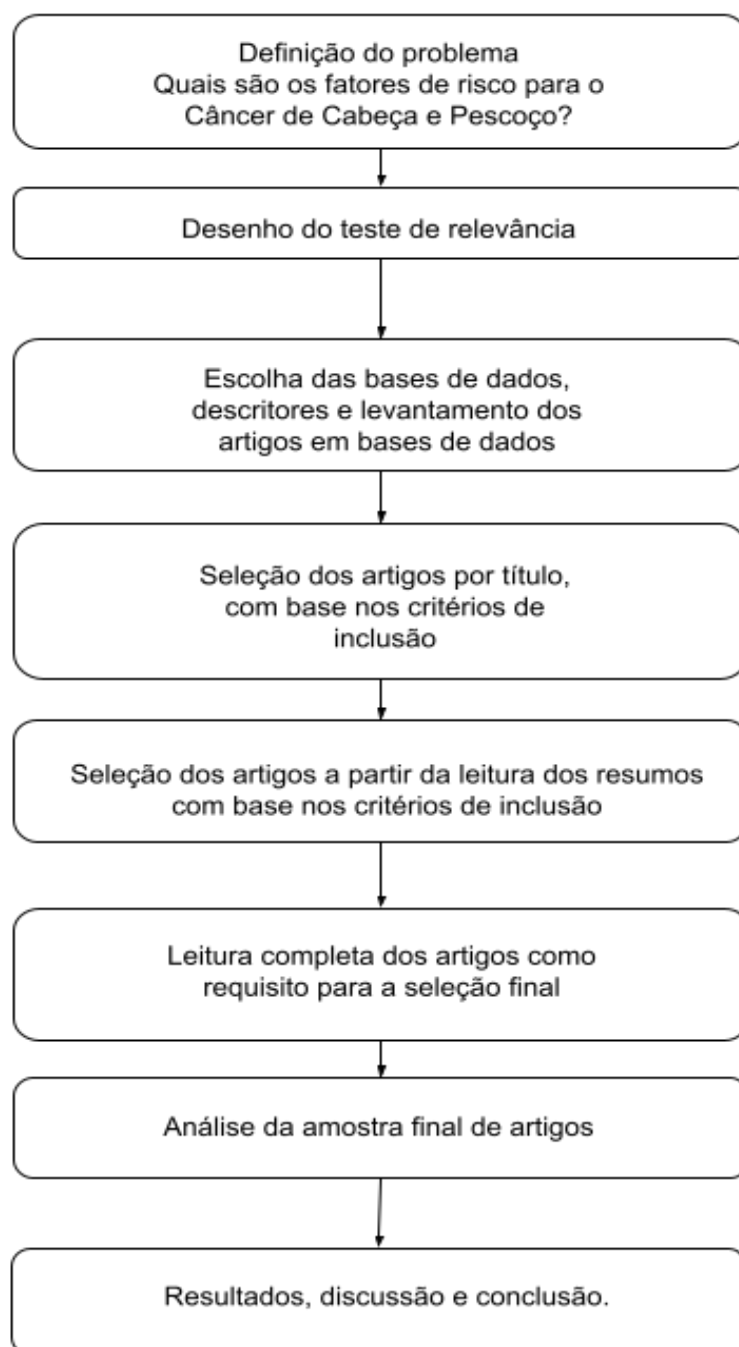 Definição do problema
Quais são os fatores de risco para o
Câncer de Cabeça e Pescoço?
Desenho do teste de relevância
Escolha das bases de dados,
descritores e levantamento dos
artigos em bases de dados
Seleção dos artigos por título,
com base nos critérios de
inclusão
Seleção dos artigos a partir da leitura dos resumos
com base nos critérios de inclusão
Leitura completa dos artigos como
requisito para a seleção final
Análise da amostra final de artigos
Resultados, discussão e conclusão.